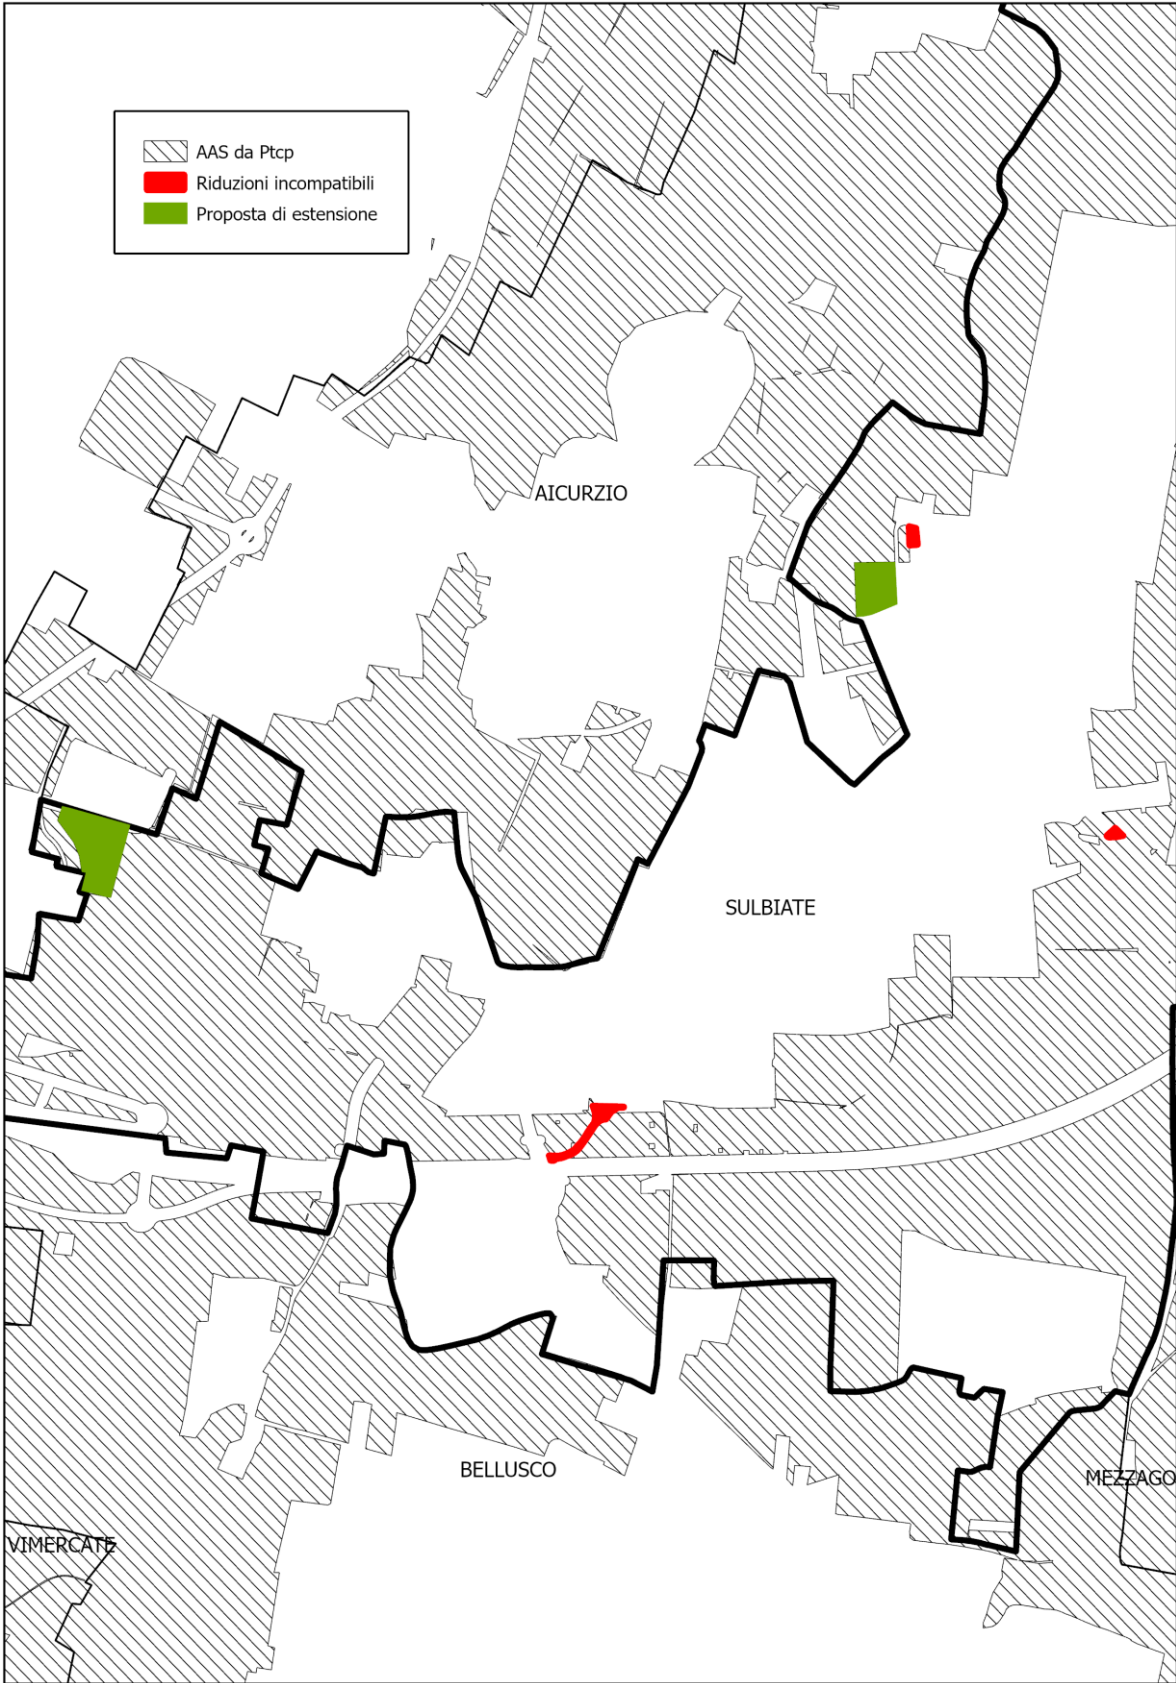 AAS da Ptcp
Riduzioni incompatibili
Proposta di estensione
AICURZIO
SULBIATE
BELLUSCO
MEZZAGO
VIMERCATE